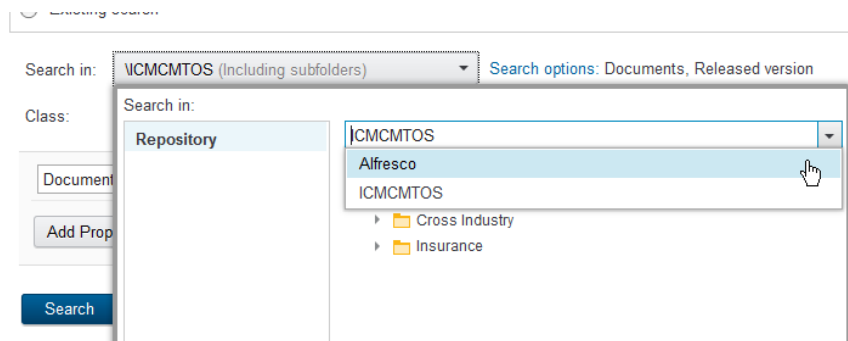 Existing search
Search in: \ICMCMTOS (Including subfolders) Search options: Documents, Released version
Search in:
Class:
Repository ICMCMTOS
Alfresco
Document
ICMCMTOS
Add Prop Cross Industry
Insurance
Search